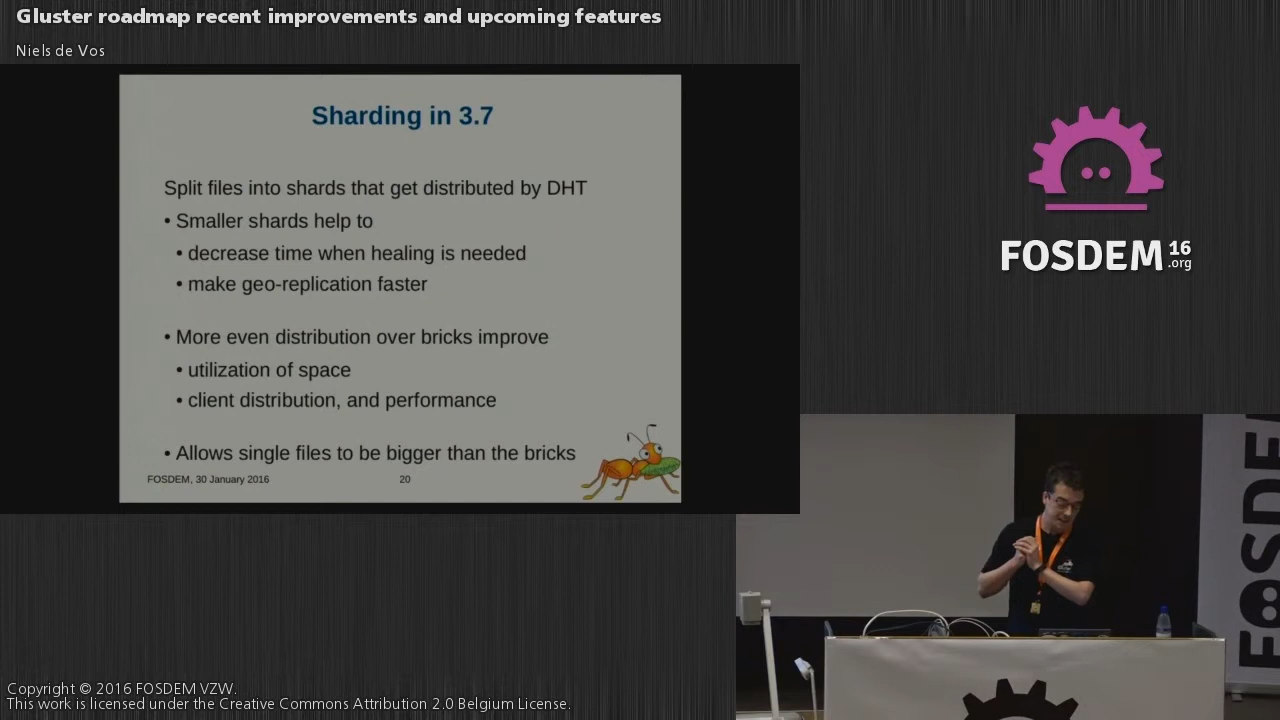 Gluster roadmap recent improvements and upcoming features
Niels de Vos
Sharding in 3.7
Split files into shards that get distributed by DHT
• Smaller shards help to
• decrease time when healing is needed
• make geo-replication faster
• More even distribution over bricks improve
• utilization of space
• client distribution, and performance
• Allows single files to be bigger than the bricks
FOSDEM, 30 January 2016
20
FOSDEM 16 .org
FOSDEM
Copyright © 2016 FOSDEM VZW.
This work is licensed under the Creative Commons Attribution 2.0 Belgium License.